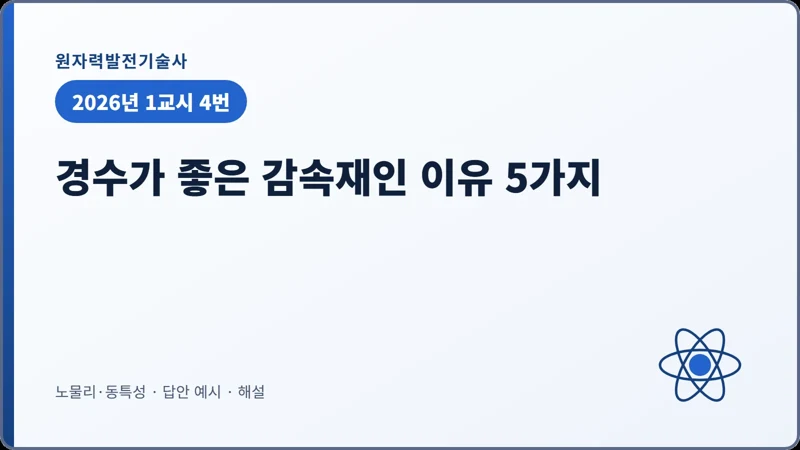 원자력발전기술사
2026년 1교시 4번
경수가 좋은 감속재인 이유 5가지
노물리·동특성 · 답안 예시 · 해설